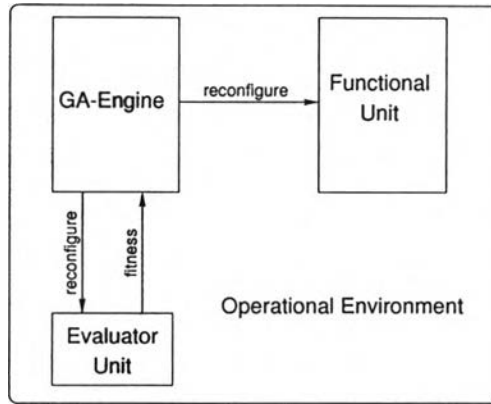 GA-Engine
reconfigure
Functional
Unit
reconfigure
fitness
Operational Environment
Evaluator
Unit